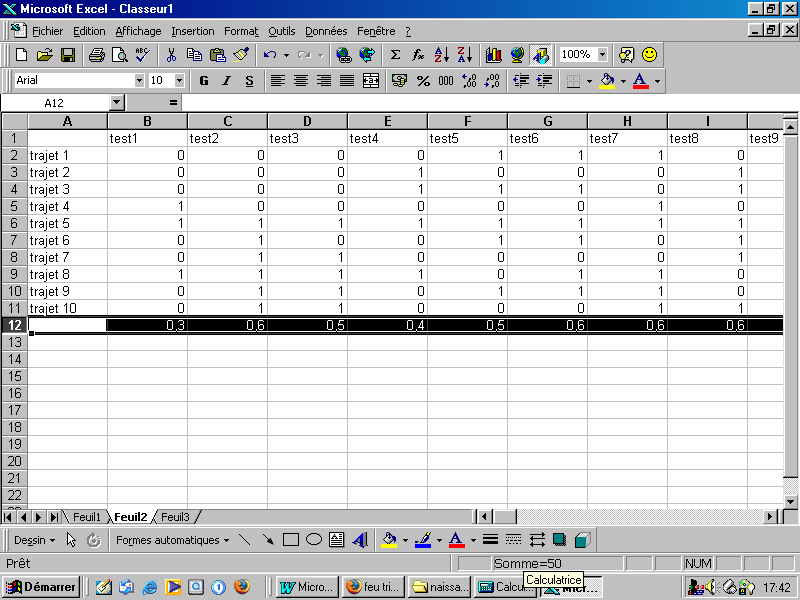 Microsoft Excel - Classeur1
Fichier Edition Affichage Insertion Format Outils Données Fenêtre ?
100%
Arial 10 G I S % 000
A12 =
A B C D E F G H I
1 test1 test2 test3 test4 test5 test6 test7 test8 test9
2 trajet 1 0 0 0 0 1 1 1 0
3 trajet 2 0 0 0 1 0 0 0 1
4 trajet 3 0 0 0 1 1 1 1 1
5 trajet 4 1 0 0 0 0 0 1 0
6 trajet 5 1 1 1 1 1 1 1 1
7 trajet 6 0 1 0 0 1 1 0 1
8 trajet 7 0 1 1 0 0 0 0 1
9 trajet 8 1 1 1 1 0 1 1 0
10 trajet 9 0 1 1 0 1 1 1 0
11 trajet 10 0 1 1 0 0 1 1
12 0,3 0,6 0,5 0,4 0,5 0,6 0,6 0,6
13
14
15
16
17
18
19
20
21
22
Feuil1 Feuil2 Feuil3
Dessin Formes automatiques
Prêt Somme=50 NUM
Calculatrice
Démarrer Micro... feu tri... naissa... Calcu... 17:42